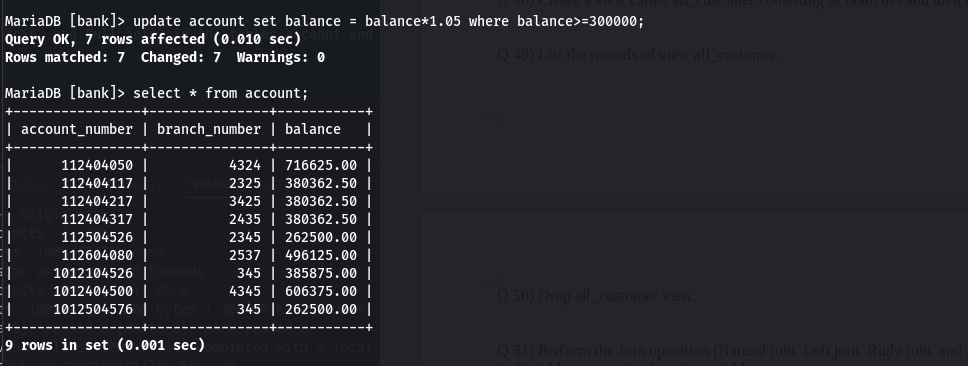 Q 48) Create a view called all_customer consisting of branches and their
MariaDB [bank]> update account set balance = balance*1.05 where balance>=300000;
Query OK, 7 rows affected (0.010 sec)
Rows matched: 7  Changed: 7  Warnings: 0
Q 49) List the records of view all_customer.
MariaDB [bank]> select * from account;
+----------------+---------------+-----------+
| account_number | branch_number | balance   |
+----------------+---------------+-----------+
|      112404050 |          4324 | 716625.00 |
|      112404117 |          2325 | 380362.50 |
|      112404217 |          3425 | 380362.50 |
|      112404317 |          2435 | 380362.50 |
|      112504526 |          2345 | 262500.00 |
|      112604080 |          2537 | 496125.00 |
|     1012104526 |           345 | 385875.00 |
|     1012404500 |          4345 | 606375.00 |
|     1012504576 |           345 | 262500.00 |
+----------------+---------------+-----------+
9 rows in set (0.001 sec)
Q 50) Drop all_customer view.
Q 51) Perform the Join operation (Natural join, Left join, Right join, and